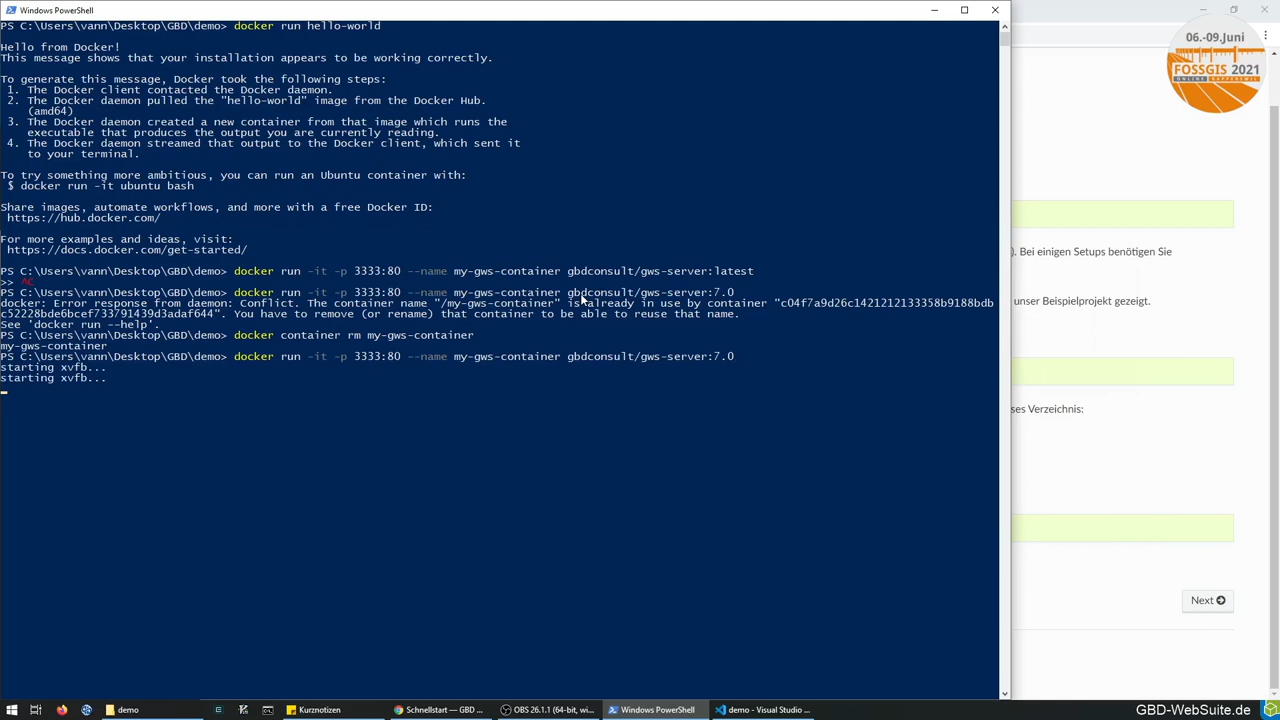 Windows PowerShell
PS C:\Users\vann\Desktop\GBD\demo> docker run hello-world
Hello from Docker!
This message shows that your installation appears to be working correctly.
To generate this message, Docker took the following steps:
1. The Docker client contacted the Docker daemon.
2. The Docker daemon pulled the "hello-world" image from the Docker Hub.
(amd64)
3. The Docker daemon created a new container from that image which runs the
executable that produces the output you are currently reading.
4. The Docker daemon streamed that output to the Docker client, which sent it
to your terminal.
To try something more ambitious, you can run an Ubuntu container with:
$ docker run -it ubuntu bash
Share images, automate workflows, and more with a free Docker ID:
https://hub.docker.com/
For more examples and ideas, visit:
https://docs.docker.com/get-started/
PS C:\Users\vann\Desktop\GBD\demo> docker run -it -p 3333:80 --name my-gws-container gbdconsult/gws-server:latest
>> ^C
PS C:\Users\vann\Desktop\GBD\demo> docker run -it -p 3333:80 --name my-gws-container gbdconsult/gws-server:7.0
docker: Error response from daemon: Conflict. The container name "/my-gws-container" is already in use by container "c04f7a9d26c1421212133358b9188bdb
c52228bde6bcef733791439d3adaf644". You have to remove (or rename) that container to be able to reuse that name.
See 'docker run --help'.
PS C:\Users\vann\Desktop\GBD\demo> docker container rm my-gws-container
my-gws-container
PS C:\Users\vann\Desktop\GBD\demo> docker run -it -p 3333:80 --name my-gws-container gbdconsult/gws-server:7.0
starting xvfb...
starting xvfb...
06.-09.Juni
FOSSGIS 2021
ONLINE RAPPERSWIL
). Bei einigen Setups benötigen Sie
unser Beispielprojekt gezeigt.
ses Verzeichnis:
Next
demo
Kurznotizen
Schnellstart — GBD ...
OBS 26.1.1 (64-bit, wi...
Windows PowerShell
demo - Visual Studio ...
GBD-WebSuite.de